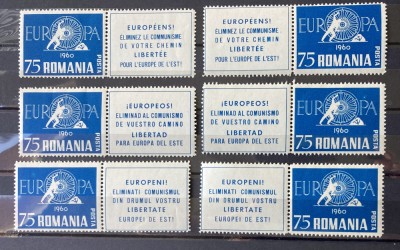 EUROPA
1960
75 ROMANIA
POSTA
EUROPÉENS!
ELIMINEZ LE COMMUNISME
DE VOTRE CHEMIN
LIBERTÉE
POUR L'EUROPE DE L'EST!
EUROPÉENS!
ELIMINEZ LE COMMUNISME
DE VOTRE CHEMIN
LIBERTÉE
POUR L'EUROPE DE L'EST!
EUROPA
1960
75 ROMANIA
POSTA
EUROPA
1960
75 ROMANIA
POSTA
¡EUROPEOS!
ELIMINAD AL COMUNISMO
DE VUESTRO CAMINO
LIBERTAD
PARA EUROPA DEL ESTE
¡EUROPEOS!
ELIMINAD AL COMUNISMO
DE VUESTRO CAMINO
LIBERTAD
PARA EUROPA DEL ESTE
EUROPA
1960
75 ROMANIA
POSTA
EUROPA
1960
75 ROMANIA
POSTA
EUROPENI!
ELIMINATI COMUNISMUL
DIN DRUMUL VOSTRU
LIBERTATE
EUROPEI DE EST!
EUROPENI!
ELIMINATI COMUNISMUL
DIN DRUMUL VOSTRU
LIBERTATE
EUROPEI DE EST!
EUROPA
1960
75 ROMANIA
POSTA